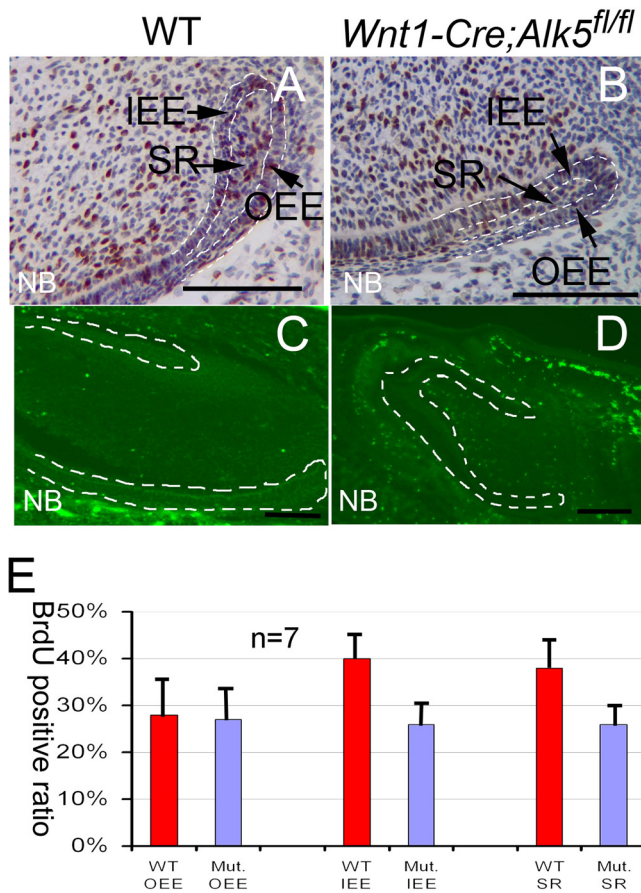 WT
Wnt1-Cre;Alk5fl/fl
A
IEE
SR
OEE
NB
B
IEE
SR
OEE
NB
C
NB
D
NB
E
BrdU positive ratio
50%
40%
30%
20%
10%
0%
n=7
WT OEE
Mut. OEE
WT IEE
Mut. IEE
WT SR
Mut. SR